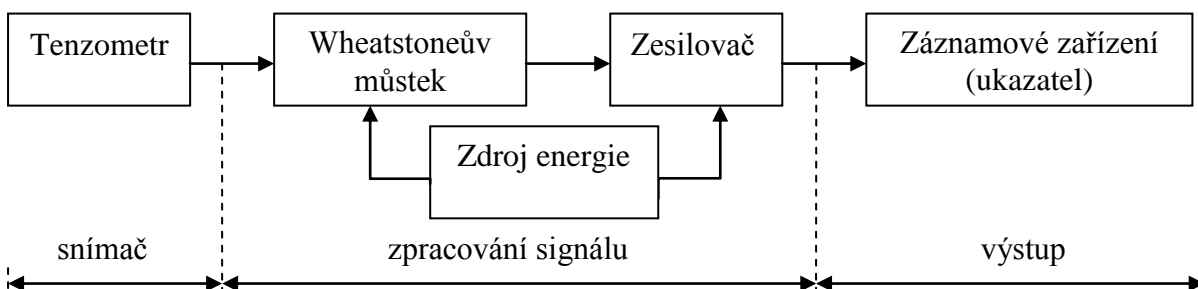 Tenzometr
Wheatstoneův
můstek
Zesilovač
Záznamové zařízení
(ukazatel)
Zdroj energie
snímač
zpracování signálu
výstup